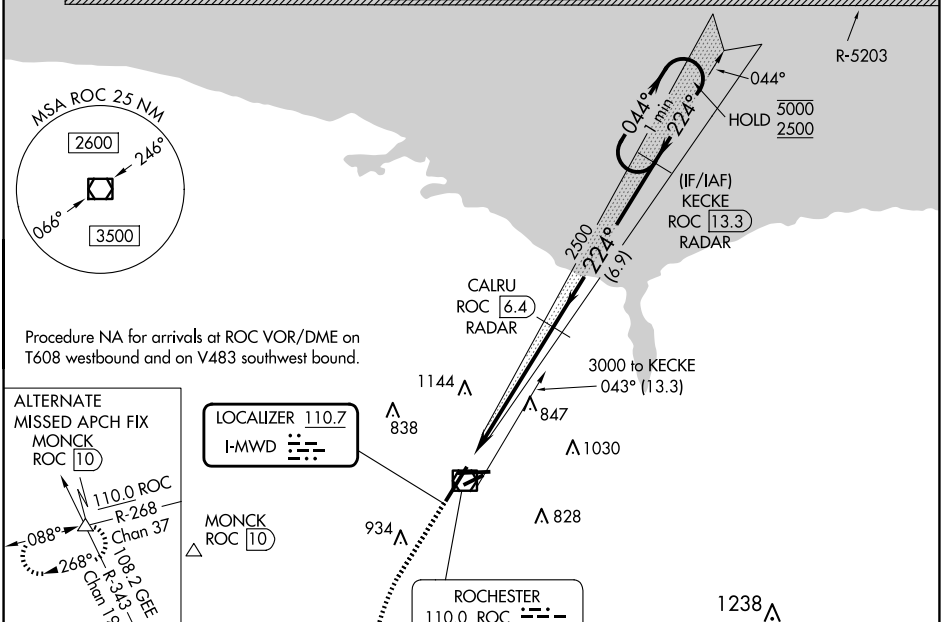 R-5203
MSA ROC 25 NM
2600
246°
066°
3500
044°
1 min
224°
044°
HOLD
5000
2500
(IF/IAF)
KECKE
ROC 13.3
RADAR
2500
224°
(6.9)
CALRU
ROC 6.4
RADAR
Procedure NA for arrivals at ROC VOR/DME on
T608 westbound and on V483 southwest bound.
3000 to KECKE
043° (13.3)
1144
838
847
1030
828
934
1238
LOCALIZER 110.7
I-MWD
ALTERNATE
MISSED APCH FIX
MONCK
ROC 10
N
110.0 ROC
R-268
Chan 37
088°
268°
108.2 GEE
R-343
Chan 19
MONCK
ROC 10
ROCHESTER
110.0 ROC